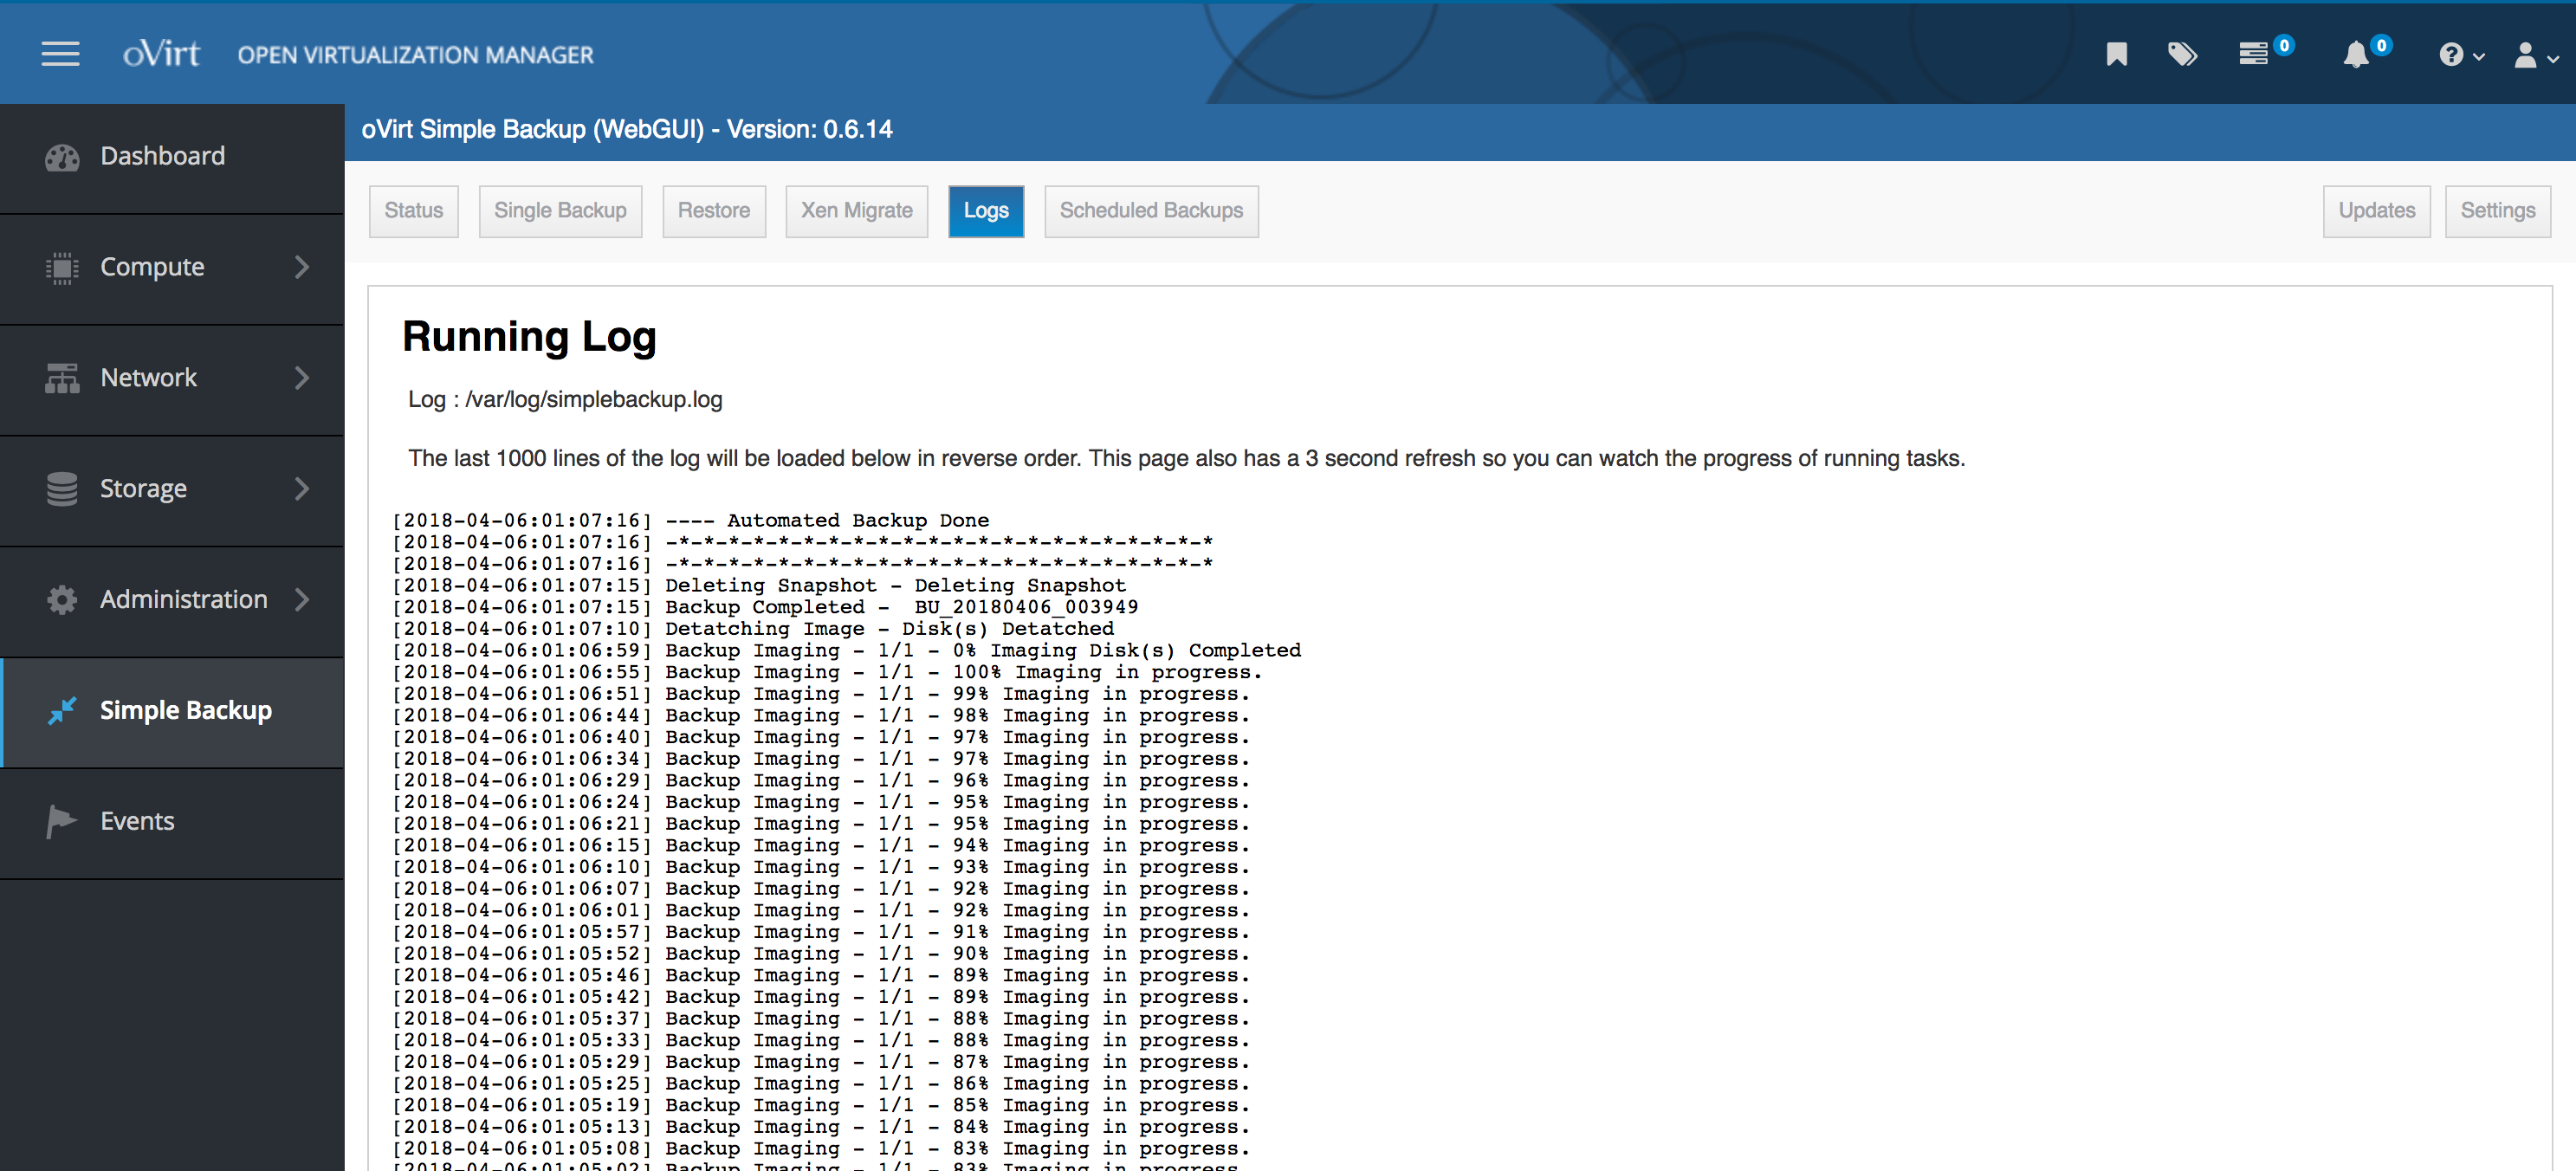 oVirt OPEN VIRTUALIZATION MANAGER
0
0
Dashboard
Compute
Network
Storage
Administration
Simple Backup
Events
oVirt Simple Backup (WebGUI) - Version: 0.6.14
Status Single Backup Restore Xen Migrate Logs Scheduled Backups Updates Settings
Running Log
Log : /var/log/simplebackup.log
The last 1000 lines of the log will be loaded below in reverse order. This page also has a 3 second refresh so you can watch the progress of running tasks.
[2018-04-06:01:07:16] ---- Automated Backup Done
[2018-04-06:01:07:16] -*-*-*-*-*-*-*-*-*-*-*-*-*-*-*-*-*-*-*-*-*-*
[2018-04-06:01:07:16] -*-*-*-*-*-*-*-*-*-*-*-*-*-*-*-*-*-*-*-*-*-*
[2018-04-06:01:07:15] Deleting Snapshot - Deleting Snapshot
[2018-04-06:01:07:15] Backup Completed -  BU_20180406_003949
[2018-04-06:01:07:10] Detatching Image - Disk(s) Detatched
[2018-04-06:01:06:59] Backup Imaging - 1/1 - 0% Imaging Disk(s) Completed
[2018-04-06:01:06:55] Backup Imaging - 1/1 - 100% Imaging in progress.
[2018-04-06:01:06:51] Backup Imaging - 1/1 - 99% Imaging in progress.
[2018-04-06:01:06:44] Backup Imaging - 1/1 - 98% Imaging in progress.
[2018-04-06:01:06:40] Backup Imaging - 1/1 - 97% Imaging in progress.
[2018-04-06:01:06:34] Backup Imaging - 1/1 - 97% Imaging in progress.
[2018-04-06:01:06:29] Backup Imaging - 1/1 - 96% Imaging in progress.
[2018-04-06:01:06:24] Backup Imaging - 1/1 - 95% Imaging in progress.
[2018-04-06:01:06:21] Backup Imaging - 1/1 - 95% Imaging in progress.
[2018-04-06:01:06:15] Backup Imaging - 1/1 - 94% Imaging in progress.
[2018-04-06:01:06:10] Backup Imaging - 1/1 - 93% Imaging in progress.
[2018-04-06:01:06:07] Backup Imaging - 1/1 - 92% Imaging in progress.
[2018-04-06:01:06:01] Backup Imaging - 1/1 - 92% Imaging in progress.
[2018-04-06:01:05:57] Backup Imaging - 1/1 - 91% Imaging in progress.
[2018-04-06:01:05:52] Backup Imaging - 1/1 - 90% Imaging in progress.
[2018-04-06:01:05:46] Backup Imaging - 1/1 - 89% Imaging in progress.
[2018-04-06:01:05:42] Backup Imaging - 1/1 - 89% Imaging in progress.
[2018-04-06:01:05:37] Backup Imaging - 1/1 - 88% Imaging in progress.
[2018-04-06:01:05:33] Backup Imaging - 1/1 - 88% Imaging in progress.
[2018-04-06:01:05:29] Backup Imaging - 1/1 - 87% Imaging in progress.
[2018-04-06:01:05:25] Backup Imaging - 1/1 - 86% Imaging in progress.
[2018-04-06:01:05:19] Backup Imaging - 1/1 - 85% Imaging in progress.
[2018-04-06:01:05:13] Backup Imaging - 1/1 - 84% Imaging in progress.
[2018-04-06:01:05:08] Backup Imaging - 1/1 - 83% Imaging in progress.
[2018-04-06:01:05:02] Backup Imaging - 1/1 - 83% Imaging in progress.